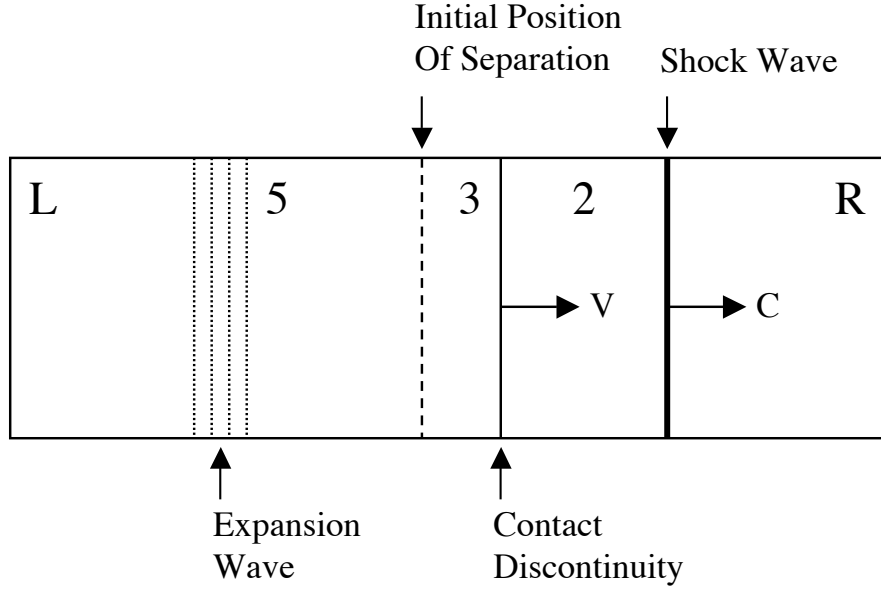 Initial Position
Of Separation
Shock Wave
L
5
3
2
R
V
C
Expansion
Wave
Contact
Discontinuity